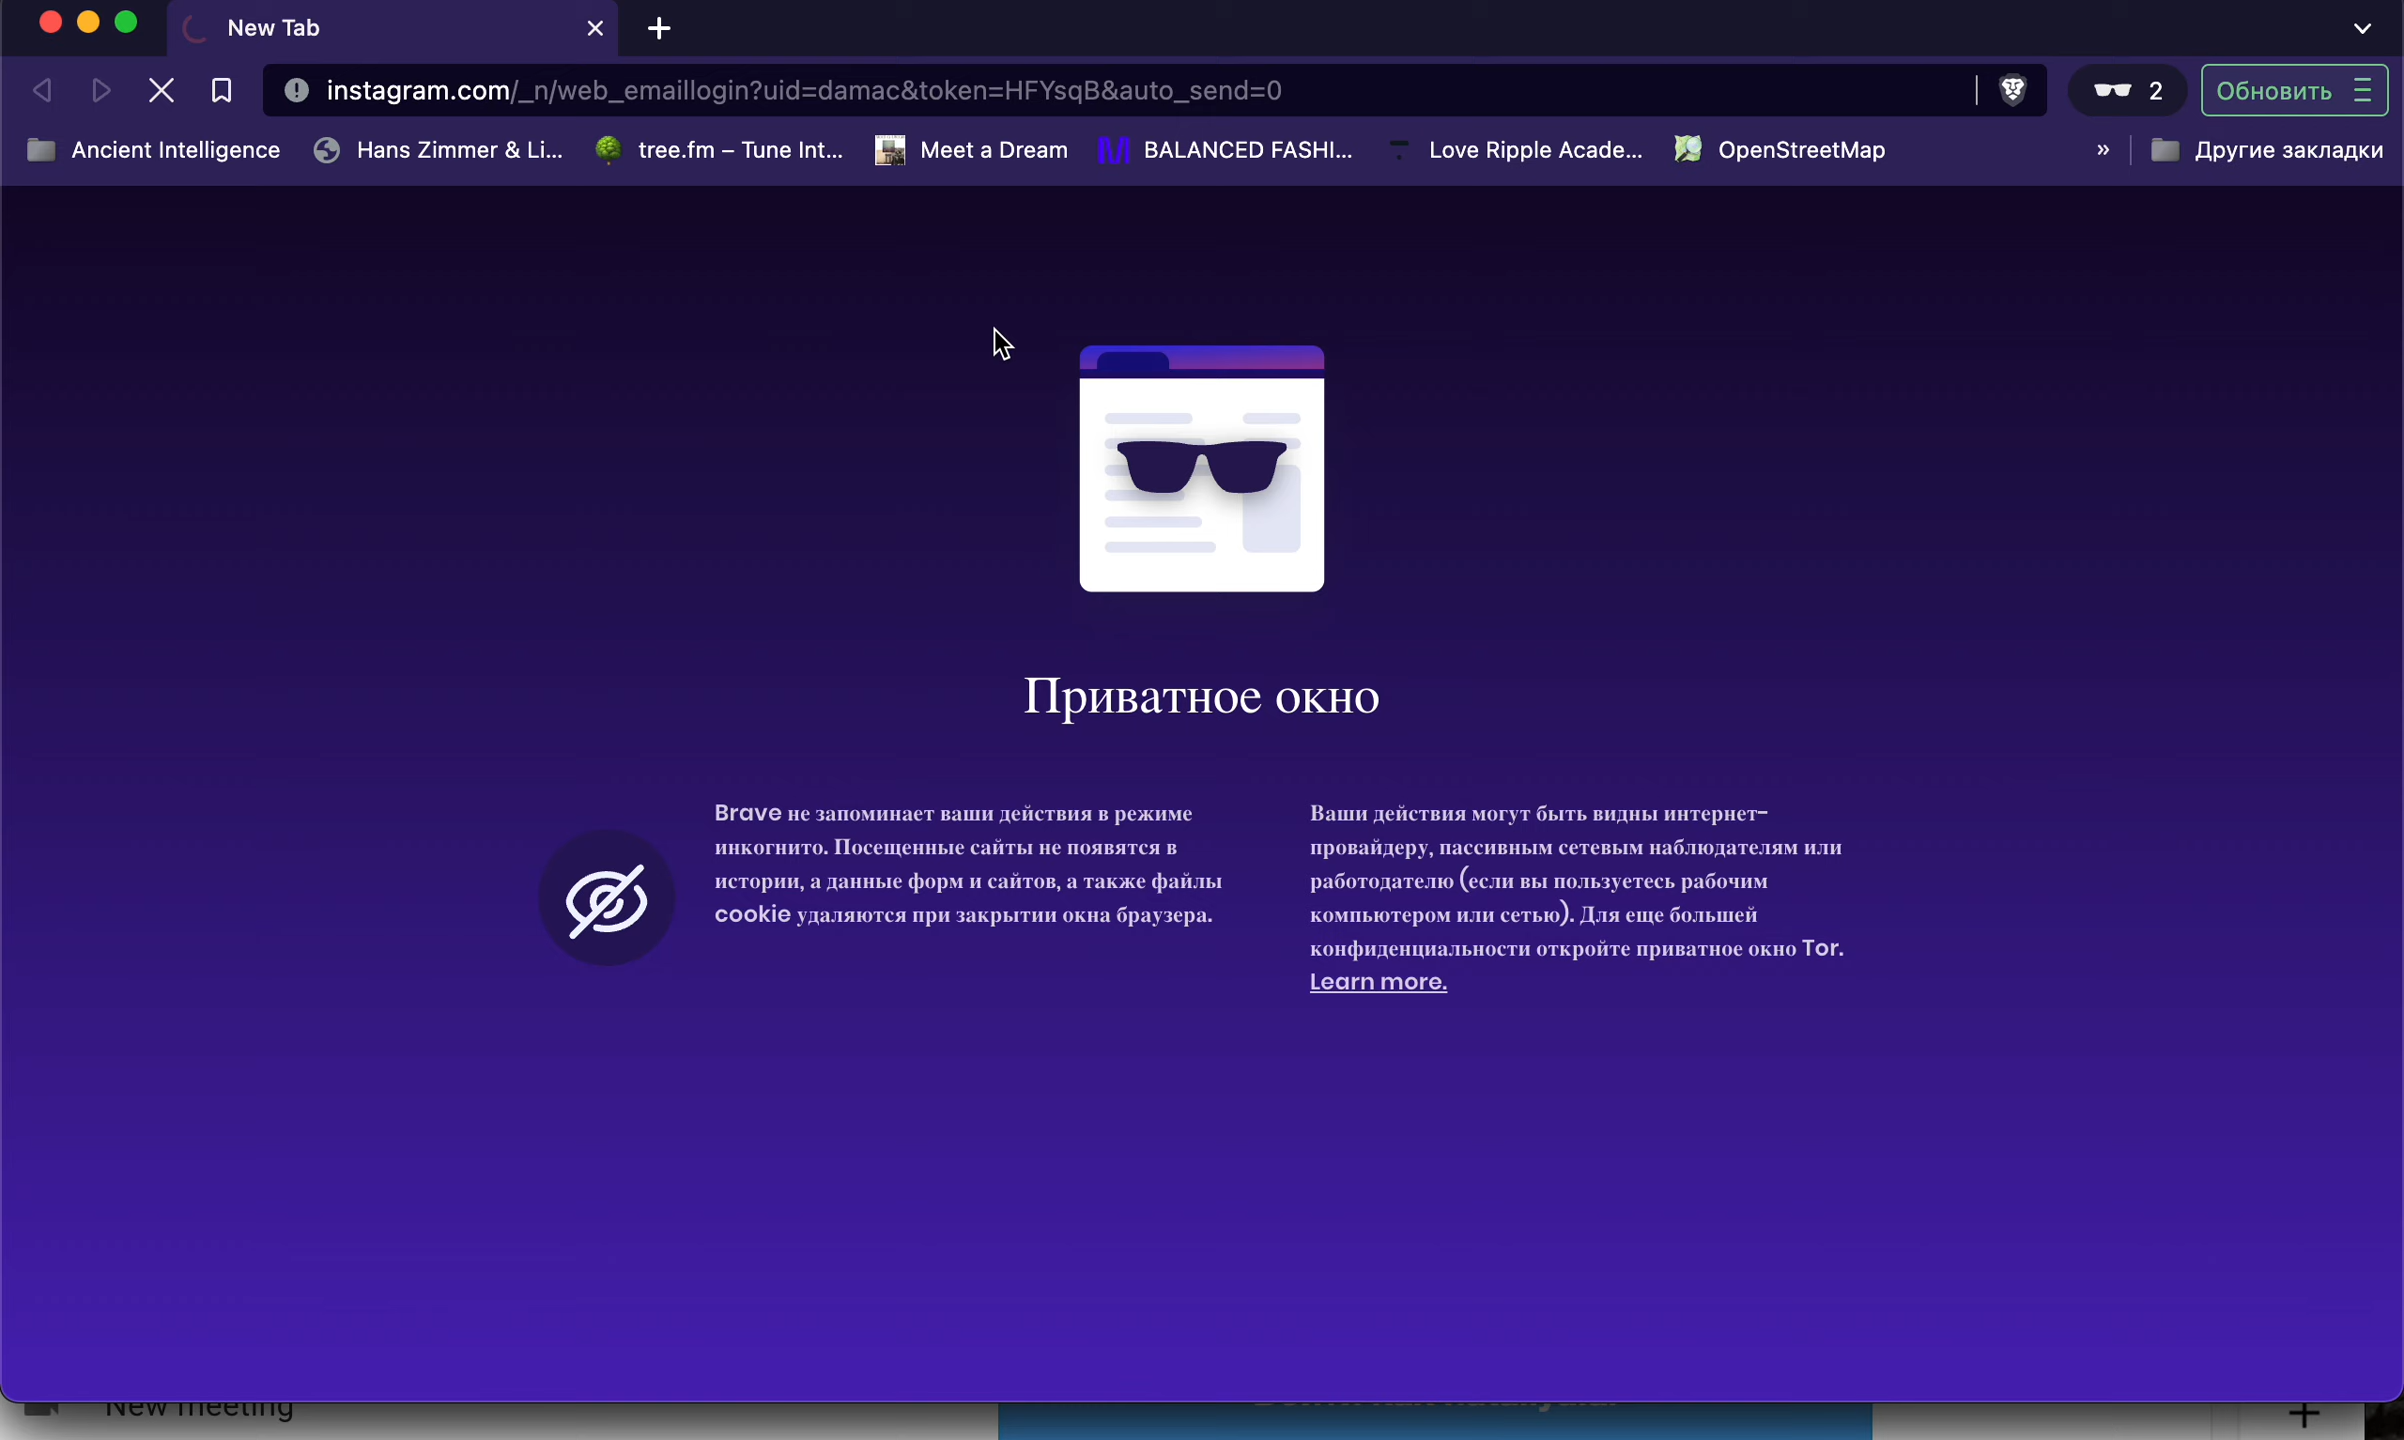 New Tab
instagram.com/_n/web_emaillogin?uid=damac&token=HFYsqB&auto_send=0
2
Обновить
Ancient Intelligence
Hans Zimmer & Li...
tree.fm – Tune Int...
Meet a Dream
BALANCED FASHI...
Love Ripple Acade...
OpenStreetMap
»
Другие закладки
Приватное окно
Brave не запоминает ваши действия в режиме
инкогнито. Посещенные сайты не появятся в
истории, а данные форм и сайтов, а также файлы
cookie удаляются при закрытии окна браузера.
Ваши действия могут быть видны интернет-
провайдеру, пассивным сетевым наблюдателям или
работодателю (если вы пользуетесь рабочим
компьютером или сетью). Для еще большей
конфиденциальности откройте приватное окно Tor.
Learn more.
New meeting